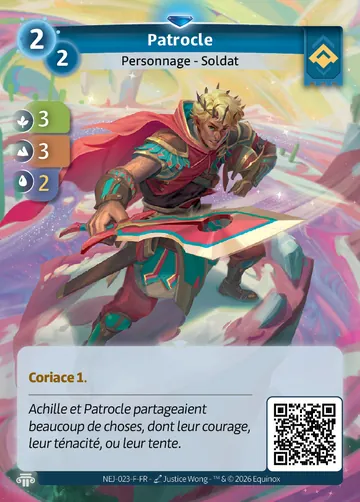 2
2
Patrocle
Personnage - Soldat
3
3
2
Coriace 1.
Achille et Patrocle partageaient
beaucoup de choses, dont leur courage,
leur ténacité, ou leur tente.
NEJ-023-F-FR - Justice Wong - ™ & © 2026 Equinox